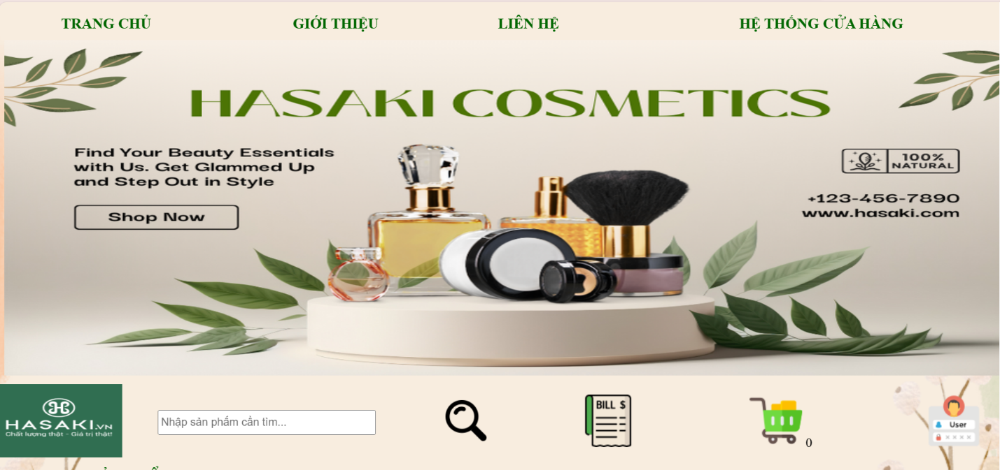 TRANG CHỦ
GIỚI THIỆU
LIÊN HỆ
HỆ THỐNG CỬA HÀNG
HASAKI COSMETICS
Find Your Beauty Essentials
with Us. Get Glammed Up
and Step Out in Style
Shop Now
100%
NATURAL
+123-456-7890
www.hasaki.com
HASAKI.VN
Chất lượng thật - Giá trị thật!
Nhập sản phẩm cần tìm...
BILL $
0
User
××××